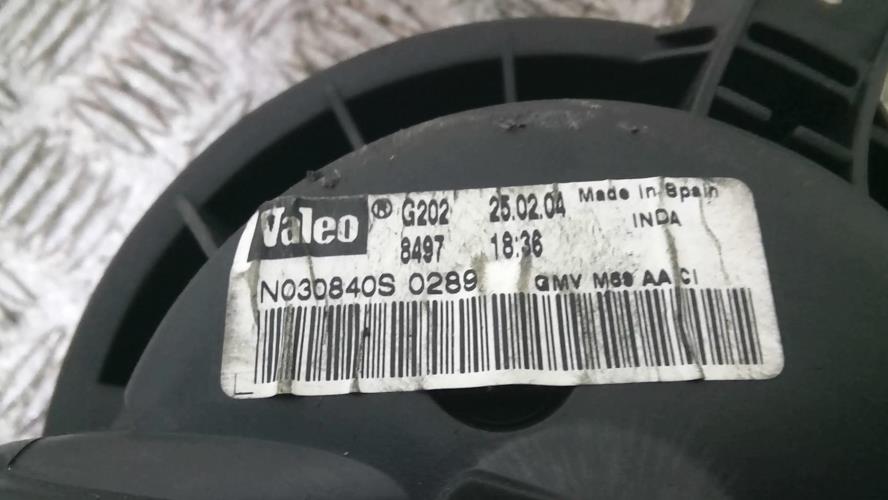 Valeo® G202 25.02.04 Made in Spain
8497 18:36 INDA
N030840S 0289 GMV M69 AA CI